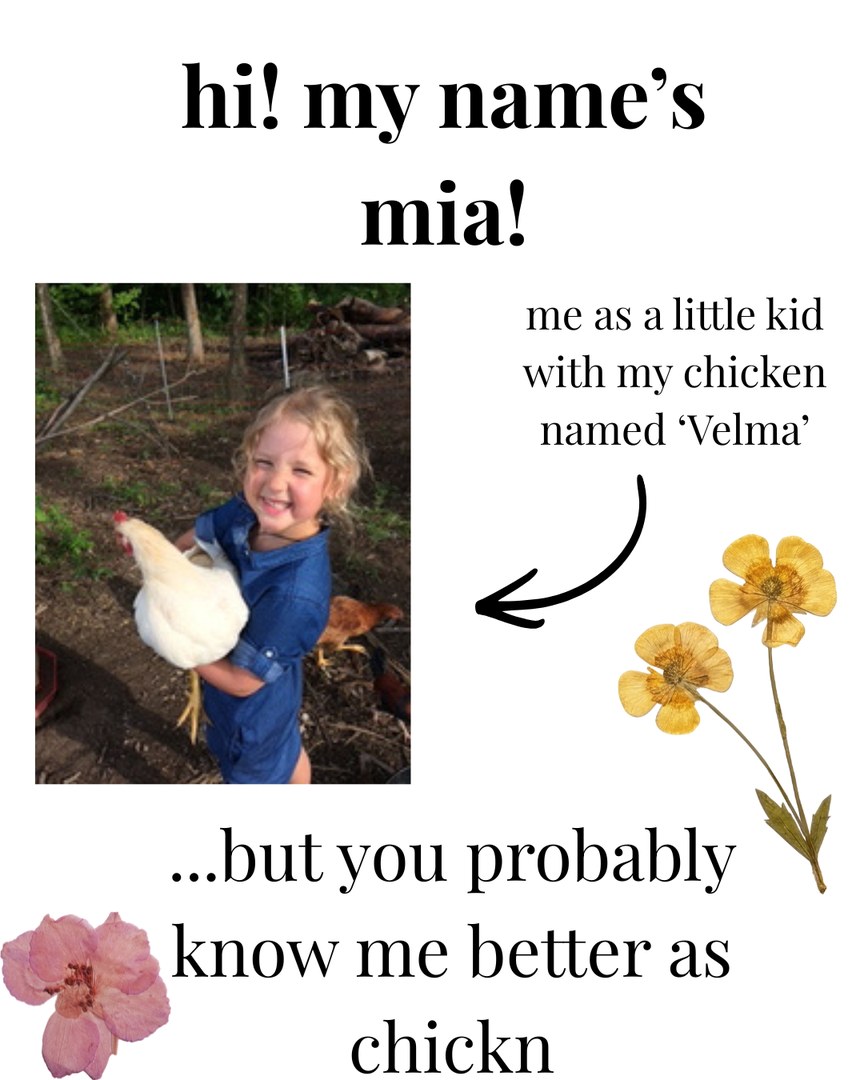 hi! my name’s
mia!
me as a little kid
with my chicken
named ‘Velma’
...but you probably
know me better as
chickn